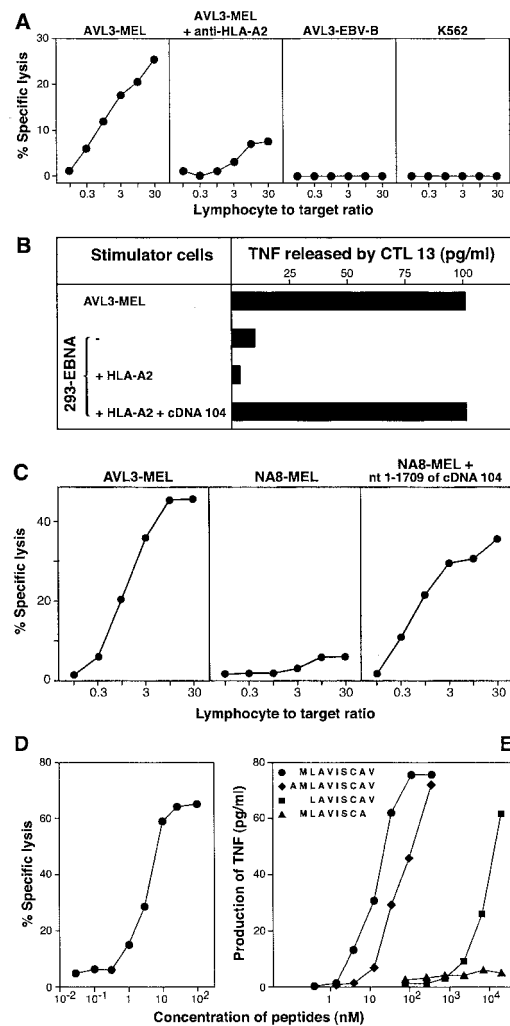 A
AVL3-MEL
AVL3-MEL
+ anti-HLA-A2
AVL3-EBV-B
K562
% Specific lysis
30
20
10
0
0.3 3 30 0.3 3 30 0.3 3 30 0.3 3 30
Lymphocyte to target ratio
B
Stimulator cells
TNF released by CTL 13 (pg/ml)
25 50 75 100
AVL3-MEL
293-EBNA
-
+ HLA-A2
+ HLA-A2 + cDNA 104
C
AVL3-MEL
NA8-MEL
NA8-MEL +
nt 1-1709 of cDNA 104
% Specific lysis
40
20
0
0.3 3 30 0.3 3 30 0.3 3 30
Lymphocyte to target ratio
D
% Specific lysis
80
60
40
20
0
10-2 10-1 1 10 102
E
Production of TNF (pg/ml)
80
60
40
20
0
MLAVISCAV
AMLAVISCAV
LAVISCAV
MLAVISCA
1 10 102 103 104
Concentration of peptides (nM)